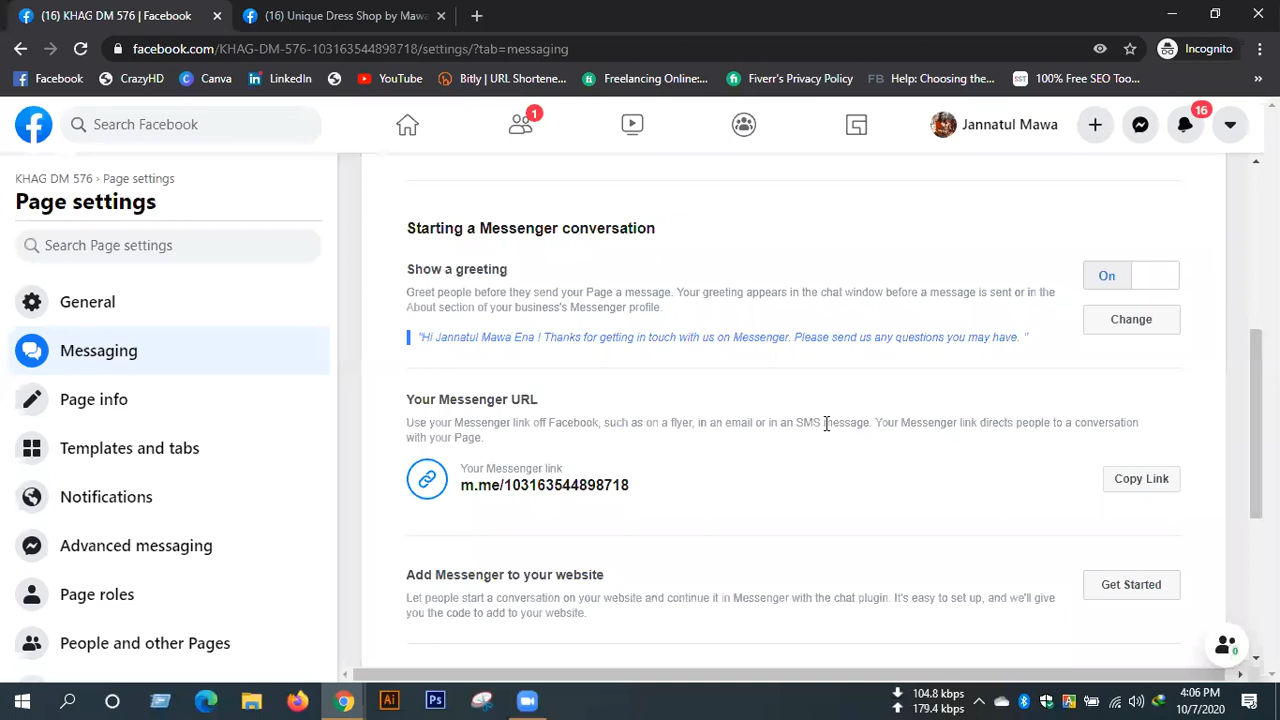 (16) KHAG DM 576 | Facebook
(16) Unique Dress Shop by Mawa
facebook.com/KHAG-DM-576-103163544898718/settings/?tab=messaging
Incognito
Facebook
CrazyHD
Canva
LinkedIn
YouTube
Bitly | URL Shortene...
Freelancing Online:...
Fiverr's Privacy Policy
FB Help: Choosing the...
SST 100% Free SEO Too...
Search Facebook
1
Jannatul Mawa
16
KHAG DM 576 › Page settings
Page settings
Search Page settings
General
Messaging
Page info
Templates and tabs
Notifications
Advanced messaging
Page roles
People and other Pages
Starting a Messenger conversation
Show a greeting
Greet people before they send your Page a message. Your greeting appears in the chat window before a message is sent or in the
About section of your business's Messenger profile.
"Hi Jannatul Mawa Ena ! Thanks for getting in touch with us on Messenger. Please send us any questions you may have. "
On
Change
Your Messenger URL
Use your Messenger link off Facebook, such as on a flyer, in an email or in an SMS message. Your Messenger link directs people to a conversation
with your Page.
Your Messenger link
m.me/103163544898718
Copy Link
Add Messenger to your website
Let people start a conversation on your website and continue it in Messenger with the chat plugin. It's easy to set up, and we'll give
you the code to add to your website.
Get Started
0
Ai
Ps
104.8 kbps
179.4 kbps
4:06 PM
10/7/2020